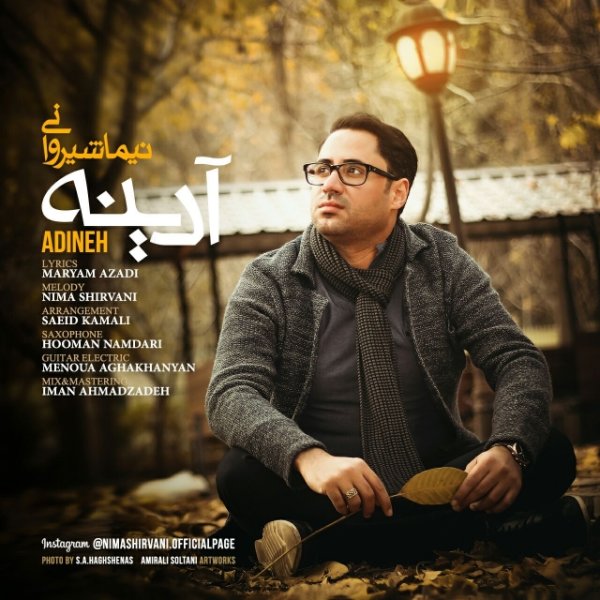 نیما شیروانی
آدینه
ADINEH
LYRICS
MARYAM AZADI
MELODY
NIMA SHIRVANI
ARRANGEMENT
SAEID KAMALI
SAXOPHONE
HOOMAN NAMDARI
GUITAR ELECTRIC
MENOUA AGHAKHANYAN
MIX&MASTERING
IMAN AHMADZADEH
Instagram @NIMASHIRVANI.OFFICIALPAGE
PHOTO BY S.A.HAGHSHENAS AMIRALI SOLTANI ARTWORKS